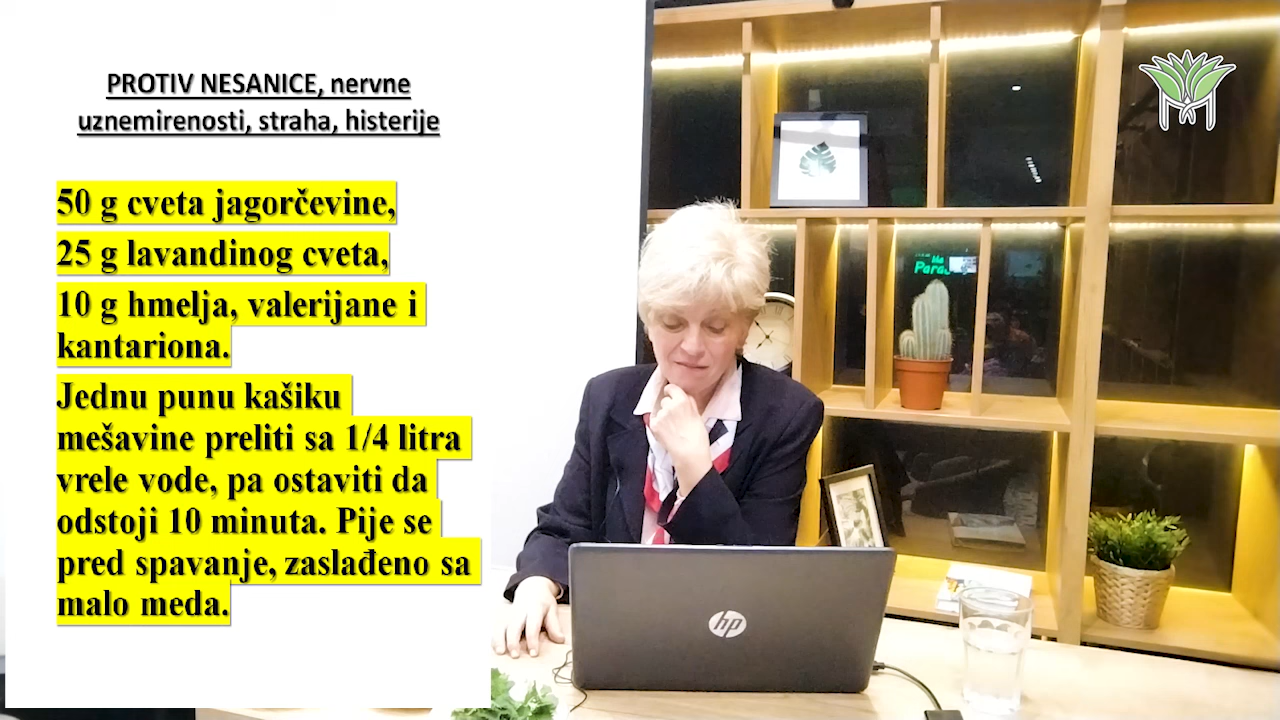 PROTIV NESANICE, nervne
uznemirenosti, straha, histerije
50 g cveta jagorčevine,
25 g lavandinog cveta,
10 g hmelja, valerijane i
kantariona.
Jednu punu kašiku
mešavine preliti sa 1/4 litra
vrele vode, pa ostaviti da
odstoji 10 minuta. Pije se
pred spavanje, zaslađeno sa
malo meda.
hp